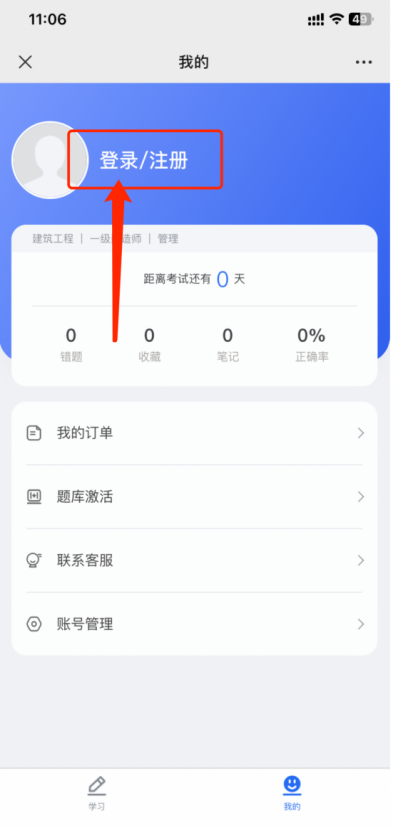 11:06 49
我的
登录/注册
建筑工程 | 一级 造师 | 管理
距离考试还有 0 天
0 0 0 0%
错题 收藏 笔记 正确率
我的订单
题库激活
联系客服
账号管理
学习 我的